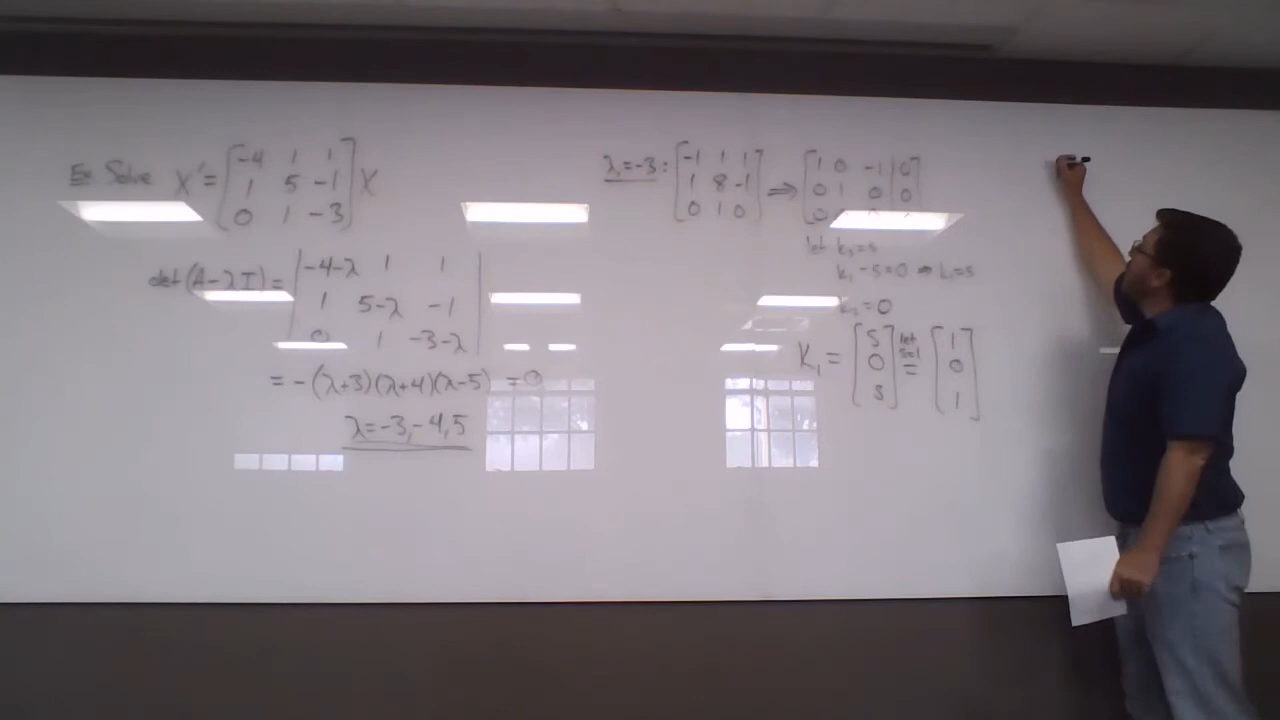 Ex Solve X' = [-4 1 1; 1 5 -1; 0 1 -3] X
det(A-λI) = |-4-λ 1 1; 1 5-λ -1; 0 1 -3-λ|
= -(λ+3)(λ+4)(λ-5) = 0
λ = -3, -4, 5
λ₁ = -3: [-1 1 1; 1 8 -1; 0 1 0] ⇒ [1 0 -1 | 0; 0 1 0 | 0; 0
let k₃=s
k₁ - s = 0 ⇒ k₁ = s
k₂ = 0
K₁ = [s 0 s] let s=1 = [1 0 1]